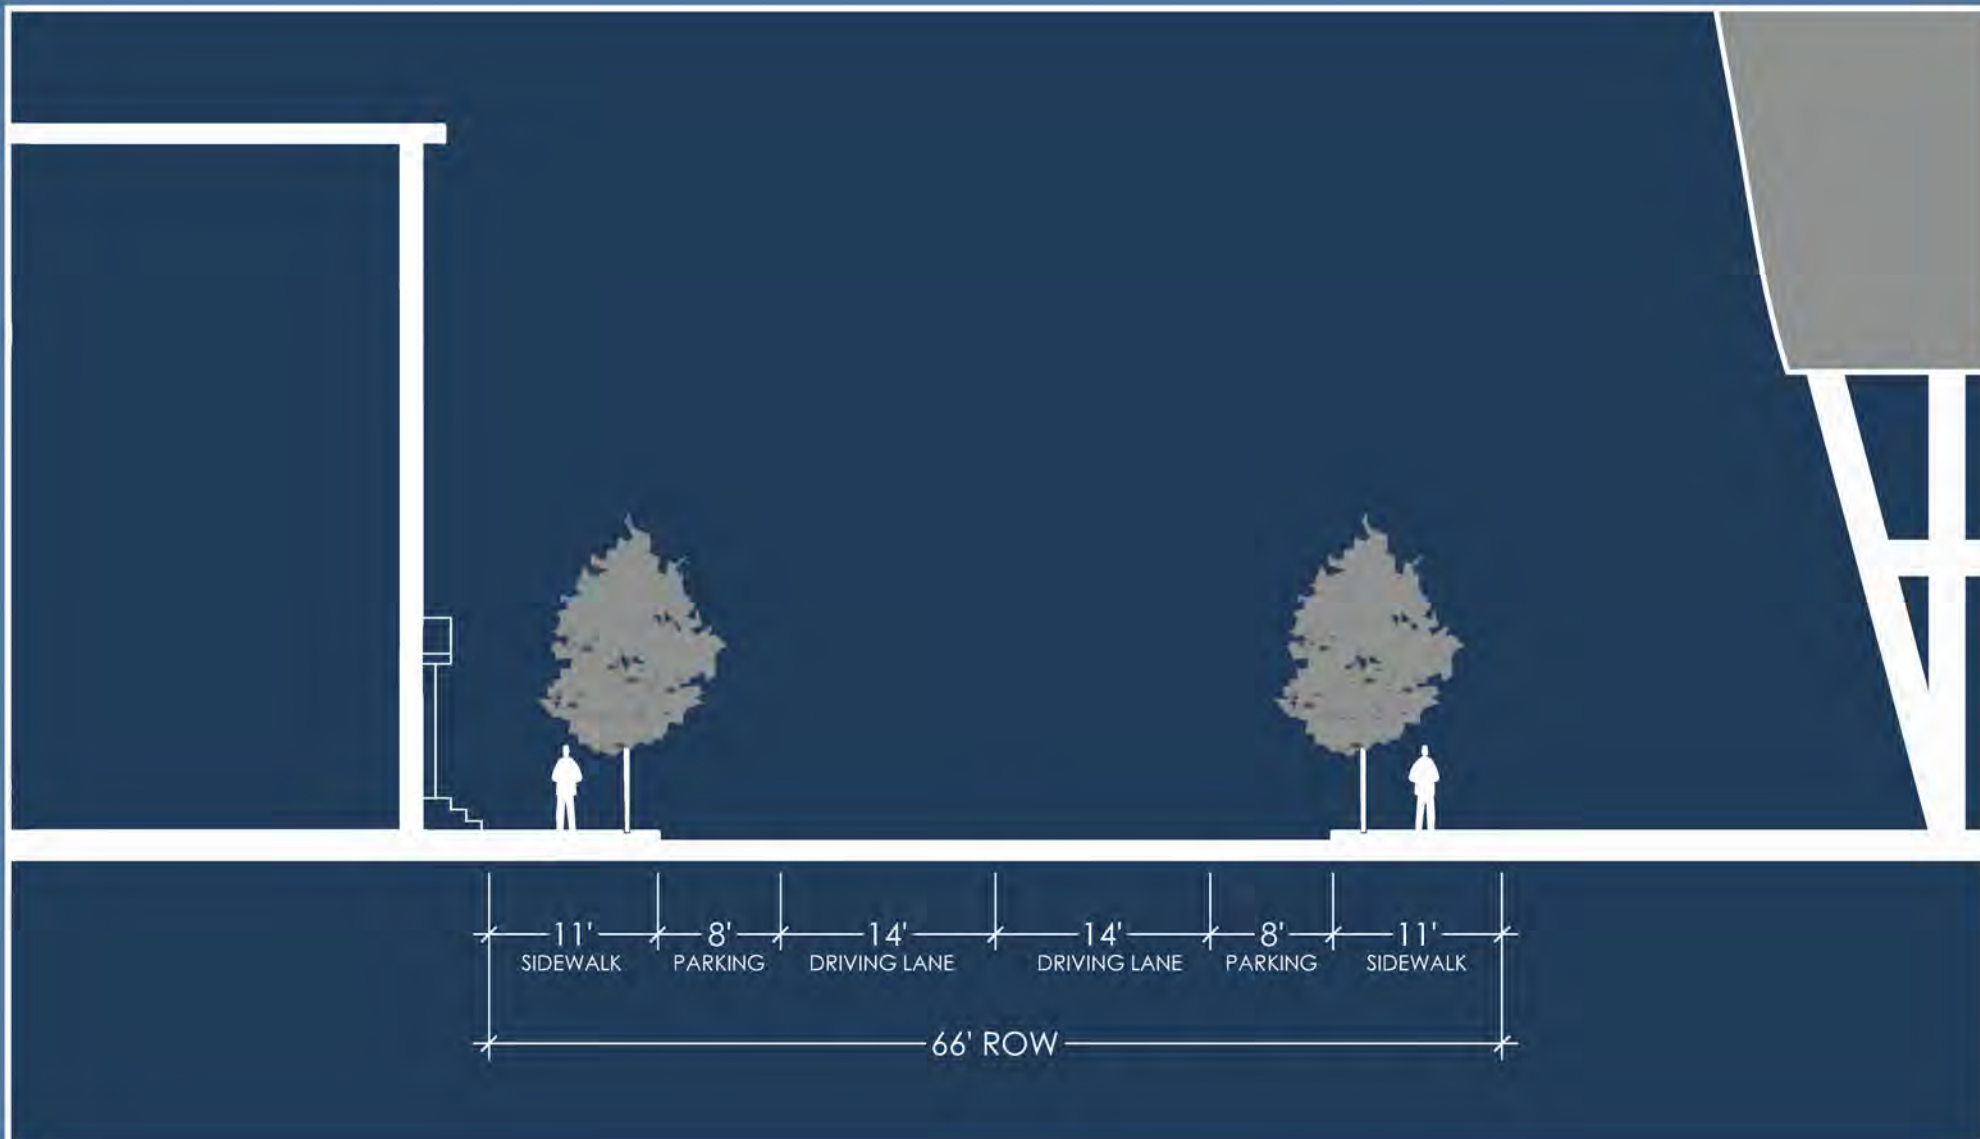 11' 8' 14' 14' 8' 11'
SIDEWALK PARKING DRIVING LANE DRIVING LANE PARKING SIDEWALK
66' ROW